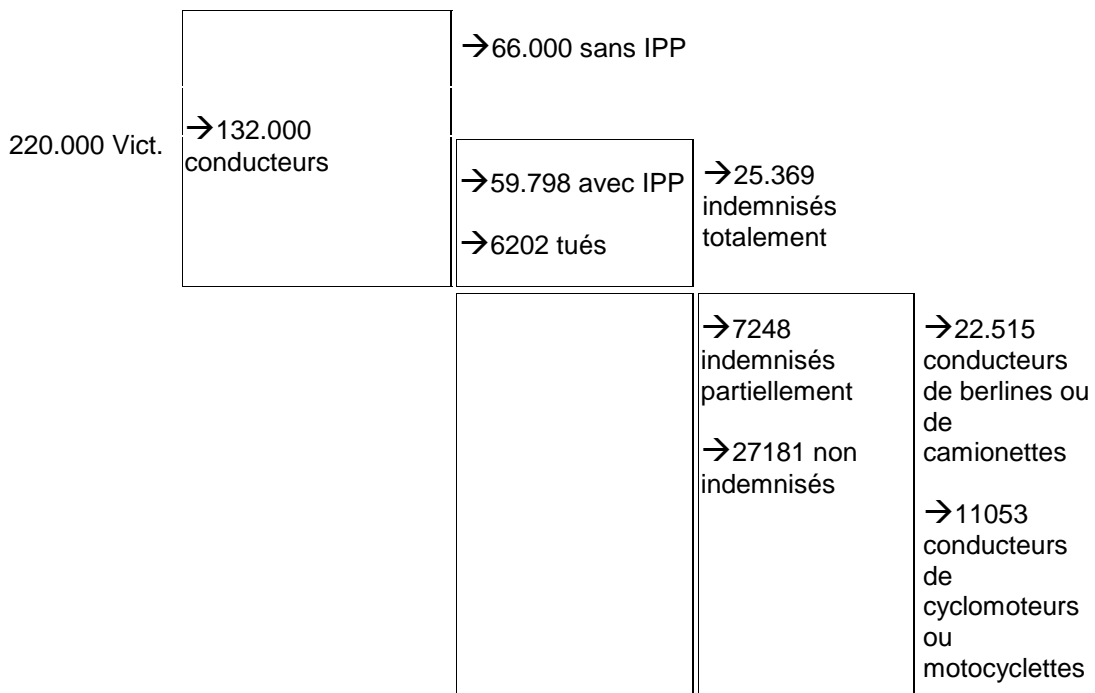 220.000 Vict.
→132.000
conducteurs
→66.000 sans IPP
→59.798 avec IPP
→6202 tués
→25.369
indemnisés
totalement
→7248
indemnisés
partiellement
→27181 non
indemnisés
→22.515
conducteurs
de berlines ou
de
camionettes
→11053
conducteurs
de
cyclomoteurs
ou
motocyclettes